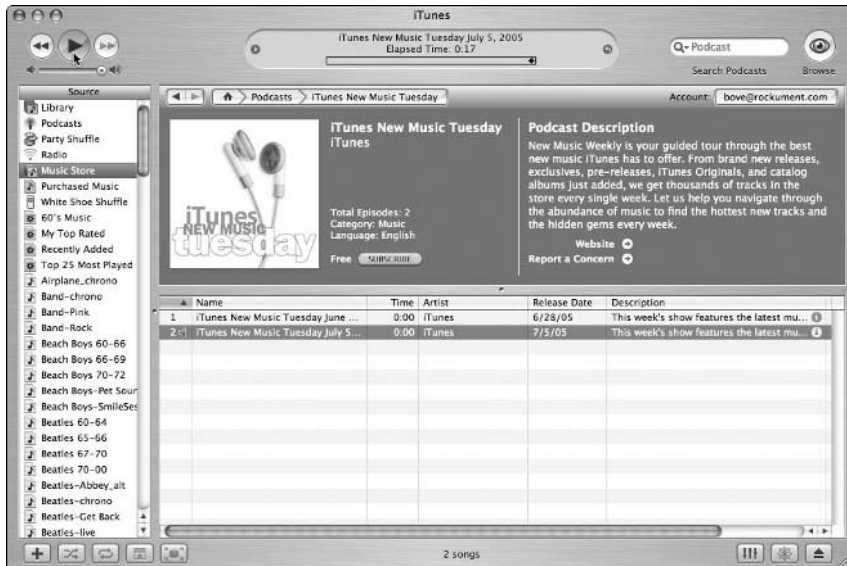 iTunes
iTunes New Music Tuesday July 5, 2005
Elapsed Time: 0:17
Podcast
Search Podcasts
Browse
Source
Library
Podcasts
Party Shuffle
Radio
Music Store
Purchased Music
White Shoe Shuffle
60's Music
My Top Rated
Recently Added
Top 25 Most Played
Airplane_chrono
Band-chrono
Band-Pink
Band-Rock
Beach Boys 60-66
Beach Boys 66-69
Beach Boys 70-72
Beach Boys-Pet Soun
Beach Boys-SmileSes
Beatles 60-64
Beatles 65-66
Beatles 67-70
Beatles 70-00
Beatles-Abbey_alt
Beatles-chrono
Beatles-Get Back
Beatles-live
Podcasts
iTunes New Music Tuesday
Account: bove@rockument.com
iTunes
NEW MUSIC
tuesday
iTunes New Music Tuesday
iTunes
Total Episodes: 2
Category: Music
Language: English
Free SUBSCRIBE
Podcast Description
New Music Weekly is your guided tour through the best
new music iTunes has to offer. From brand new releases,
exclusives, pre-releases, iTunes Originals, and catalog
albums just added, we get thousands of tracks in the
store every single week. Let us help you navigate through
the abundance of music to find the hottest new tracks and
the hidden gems every week.
Website
Report a Concern
Name Time Artist Release Date Description
1 iTunes New Music Tuesday June ... 0:00 iTunes 6/28/05 This week's show features the latest mu...
2 iTunes New Music Tuesday July 5... 0:00 iTunes 7/5/05 This week's show features the latest mu...
2 songs